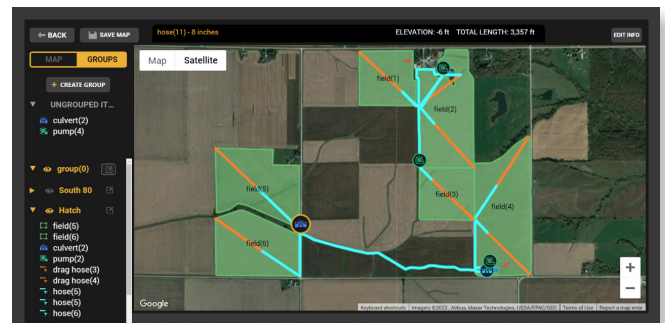 ← BACK
SAVE MAP
hose(11) - 8 inches
ELEVATION: -6 ft TOTAL LENGTH: 3,357 ft
EDIT INFO
MAP
GROUPS
+ CREATE GROUP
UNGROUPED IT...
culvert(2)
pump(4)
group(0)
South 80
Hatch
field(5)
field(6)
culvert(2)
pump(2)
drag hose(3)
drag hose(4)
hose(5)
hose(5)
hose(6)
Map
Satellite
field(1)
field(2)
field(3)
field(4)
field(5)
field(6)
+
−
Google
Keyboard shortcuts
Imagery ©2023, Airbus, Maxar Technologies, USDA/FPAC/GEO
Terms of Use
Report a map error